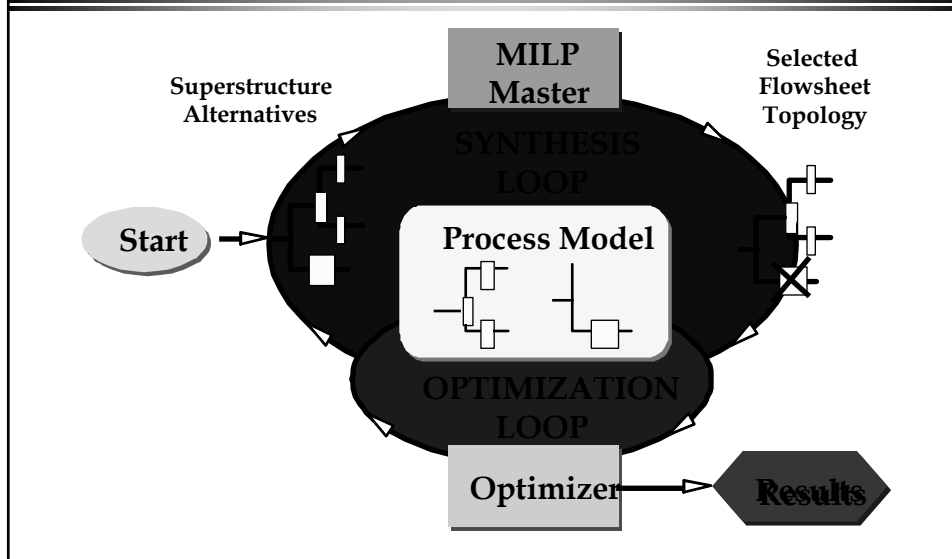 MILP
Master
Superstructure
Alternatives
Selected
Flowsheet
Topology
SYNTHESIS
LOOP
Start
Process Model
OPTIMIZATION
LOOP
Optimizer
Results